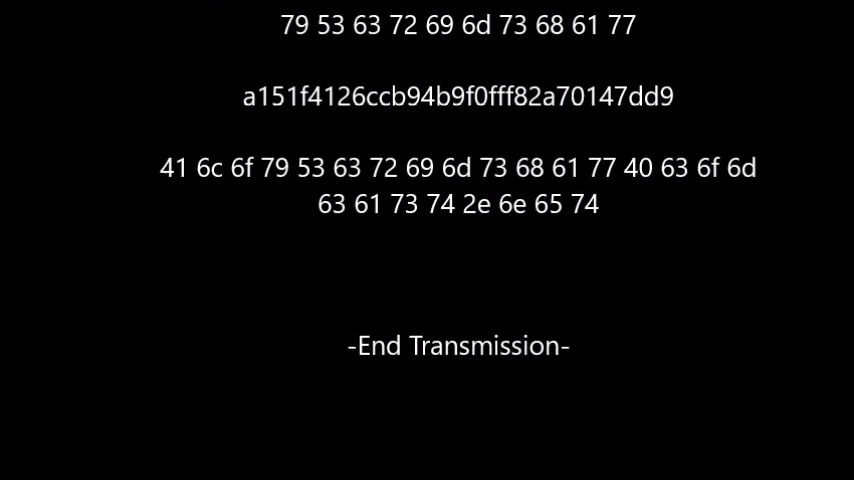 79 53 63 72 69 6d 73 68 61 77
a151f4126ccb94b9f0fff82a70147dd9
41 6c 6f 79 53 63 72 69 6d 73 68 61 77 40 63 6f 6d
63 61 73 74 2e 6e 65 74
-End Transmission-